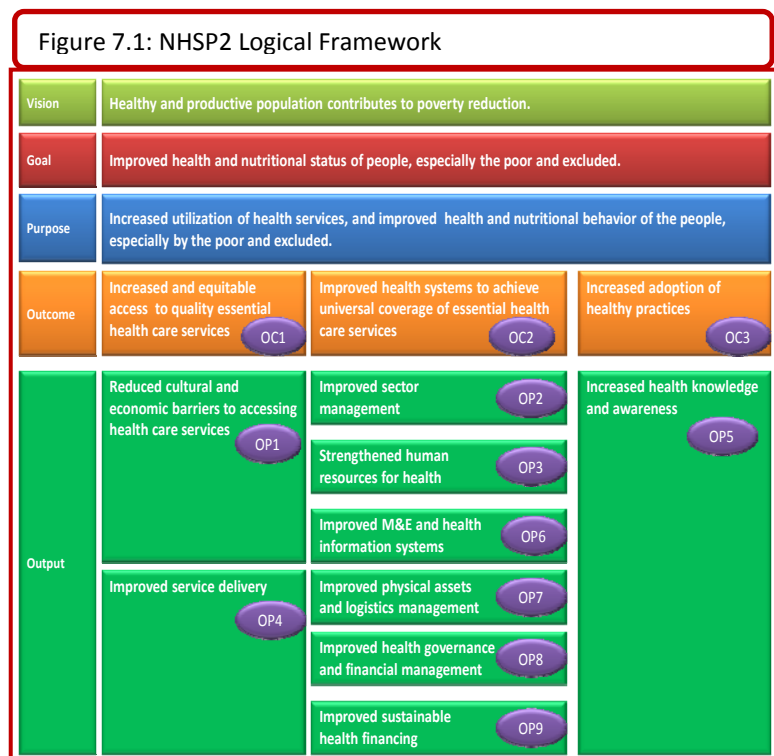 Figure 7.1: NHSP2 Logical Framework
Vision
Healthy and productive population contributes to poverty reduction.
Goal
Improved health and nutritional status of people, especially the poor and excluded.
Purpose
Increased utilization of health services, and improved health and nutritional behavior of the people,
especially by the poor and excluded.
Outcome
Increased and equitable
access to quality essential
health care services
OC1
Improved health systems to achieve
universal coverage of essential health
care services
OC2
Increased adoption of
healthy practices
OC3
Output
Reduced cultural and
economic barriers to accessing
health care services
OP1
Improved service delivery
OP4
Improved sector
management
OP2
Strengthened human
resources for health
OP3
Improved M&E and health
information systems
OP6
Improved physical assets
and logistics management
OP7
Improved health governance
and financial management
OP8
Improved sustainable
health financing
OP9
Increased health knowledge
and awareness
OP5